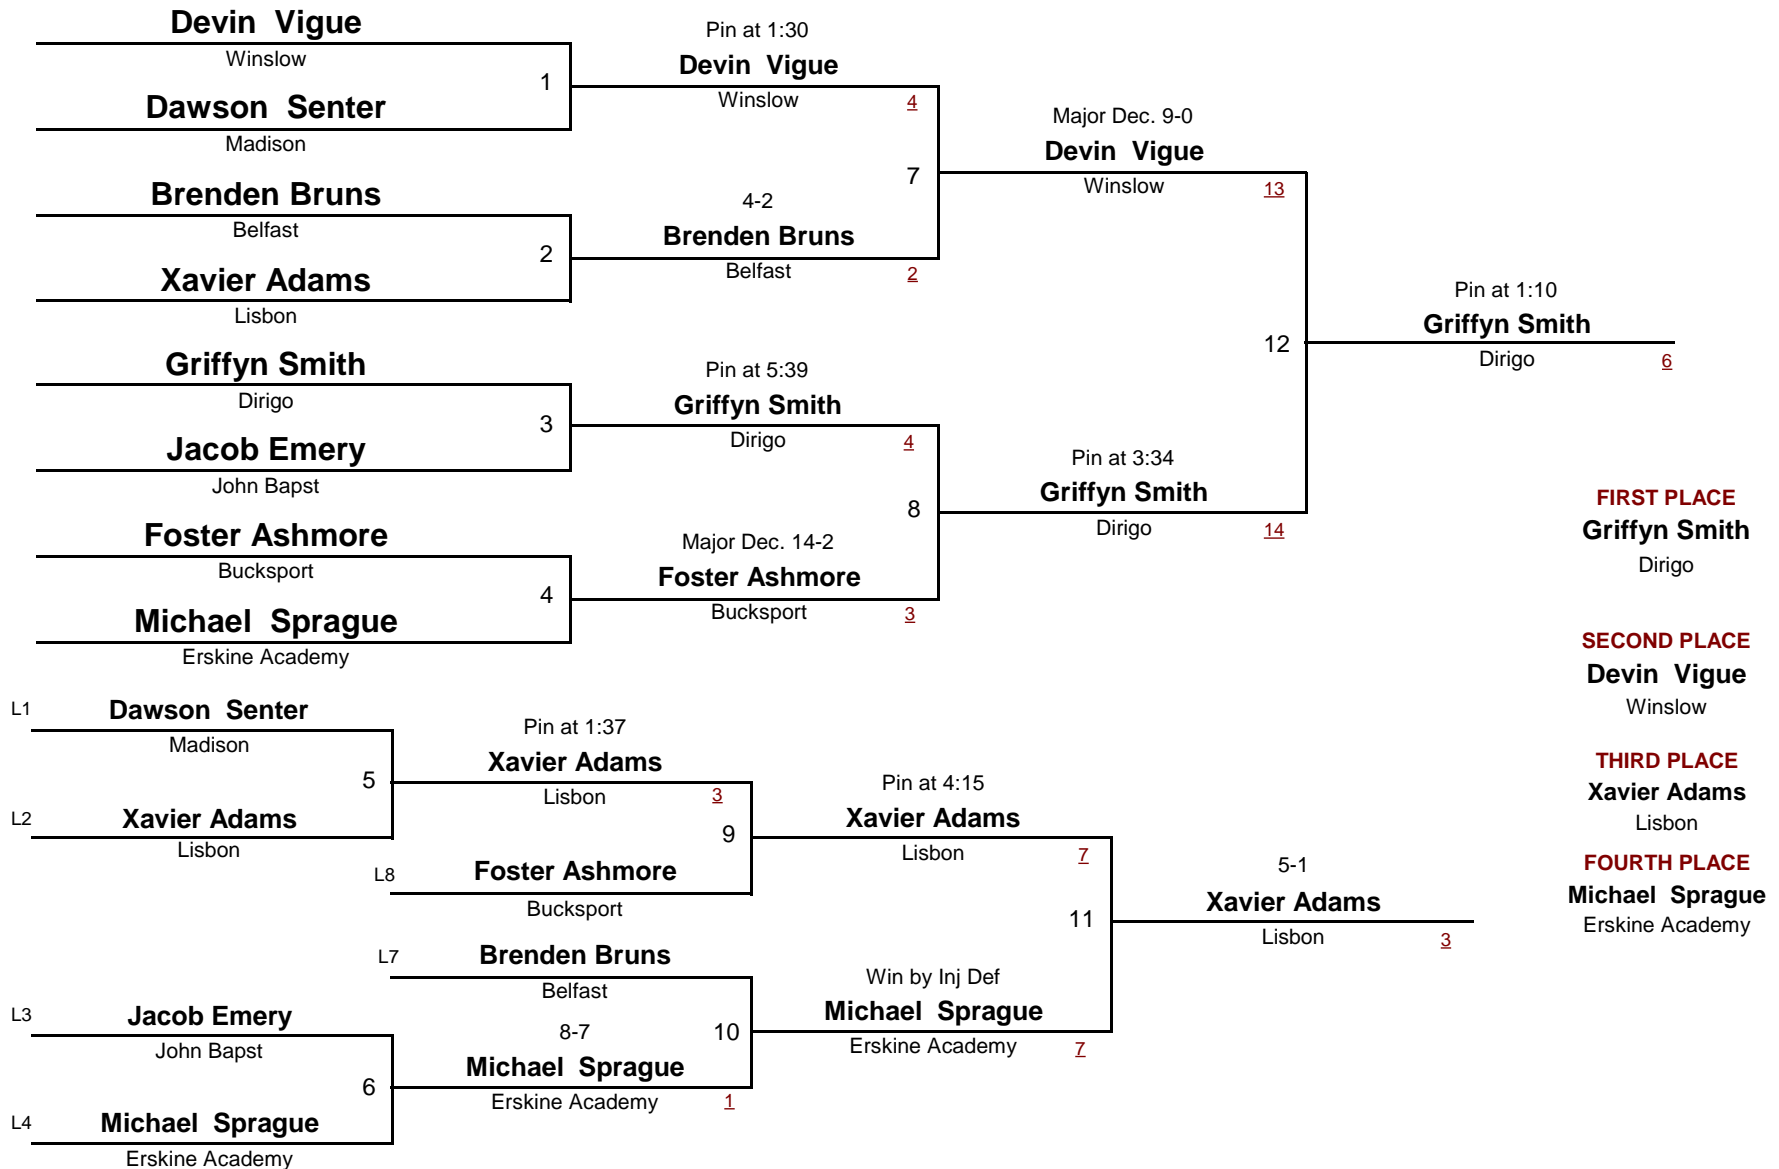 Devin Vigue
Winslow
1
Dawson Senter
Madison
Pin at 1:30
Devin Vigue
Winslow
4
Brenden Bruns
Belfast
2
Xavier Adams
Lisbon
4-2
Brenden Bruns
Belfast
2
7
Major Dec. 9-0
Devin Vigue
Winslow
13
Griffyn Smith
Dirigo
3
Jacob Emery
John Bapst
Pin at 5:39
Griffyn Smith
Dirigo
4
Foster Ashmore
Bucksport
4
Michael Sprague
Erskine Academy
Major Dec. 14-2
Foster Ashmore
Bucksport
3
8
Pin at 3:34
Griffyn Smith
Dirigo
14
12
Pin at 1:10
Griffyn Smith
Dirigo
6
FIRST PLACE
Griffyn Smith
Dirigo
SECOND PLACE
Devin Vigue
Winslow
THIRD PLACE
Xavier Adams
Lisbon
FOURTH PLACE
Michael Sprague
Erskine Academy
L1
Dawson Senter
Madison
5
L2
Xavier Adams
Lisbon
Pin at 1:37
Xavier Adams
Lisbon
3
9
L8
Foster Ashmore
Bucksport
Pin at 4:15
Xavier Adams
Lisbon
7
L7
Brenden Bruns
Belfast
L3
Jacob Emery
John Bapst
6
L4
Michael Sprague
Erskine Academy
8-7
Michael Sprague
Erskine Academy
1
10
Win by Inj Def
Michael Sprague
Erskine Academy
7
11
5-1
Xavier Adams
Lisbon
3